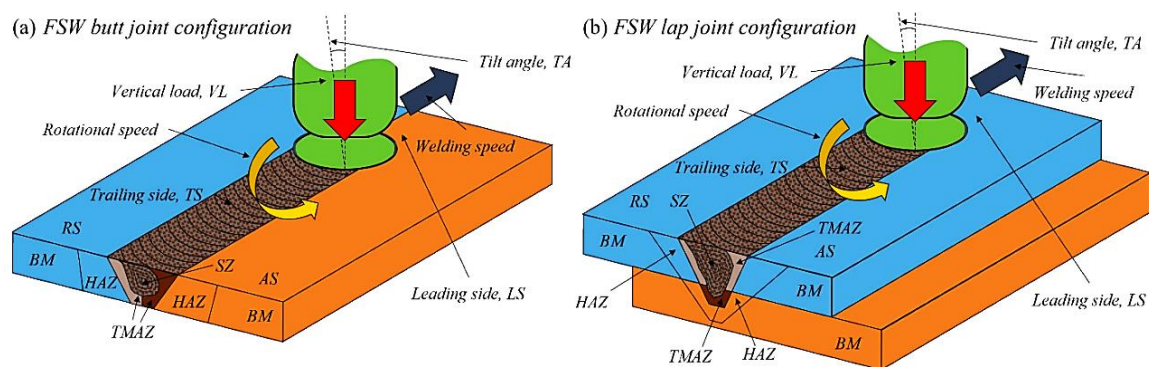 (a) FSW butt joint configuration
Tilt angle, TA
Vertical load, VL
Rotational speed
Welding speed
Trailing side, TS
RS
BM
HAZ
SZ
AS
HAZ
BM
TMAZ
Leading side, LS
(b) FSW lap joint configuration
Tilt angle, TA
Vertical load, VL
Welding speed
Rotational speed
Trailing side, TS
RS
SZ
TMAZ
BM
AS
HAZ
BM
Leading side, LS
TMAZ
HAZ
BM